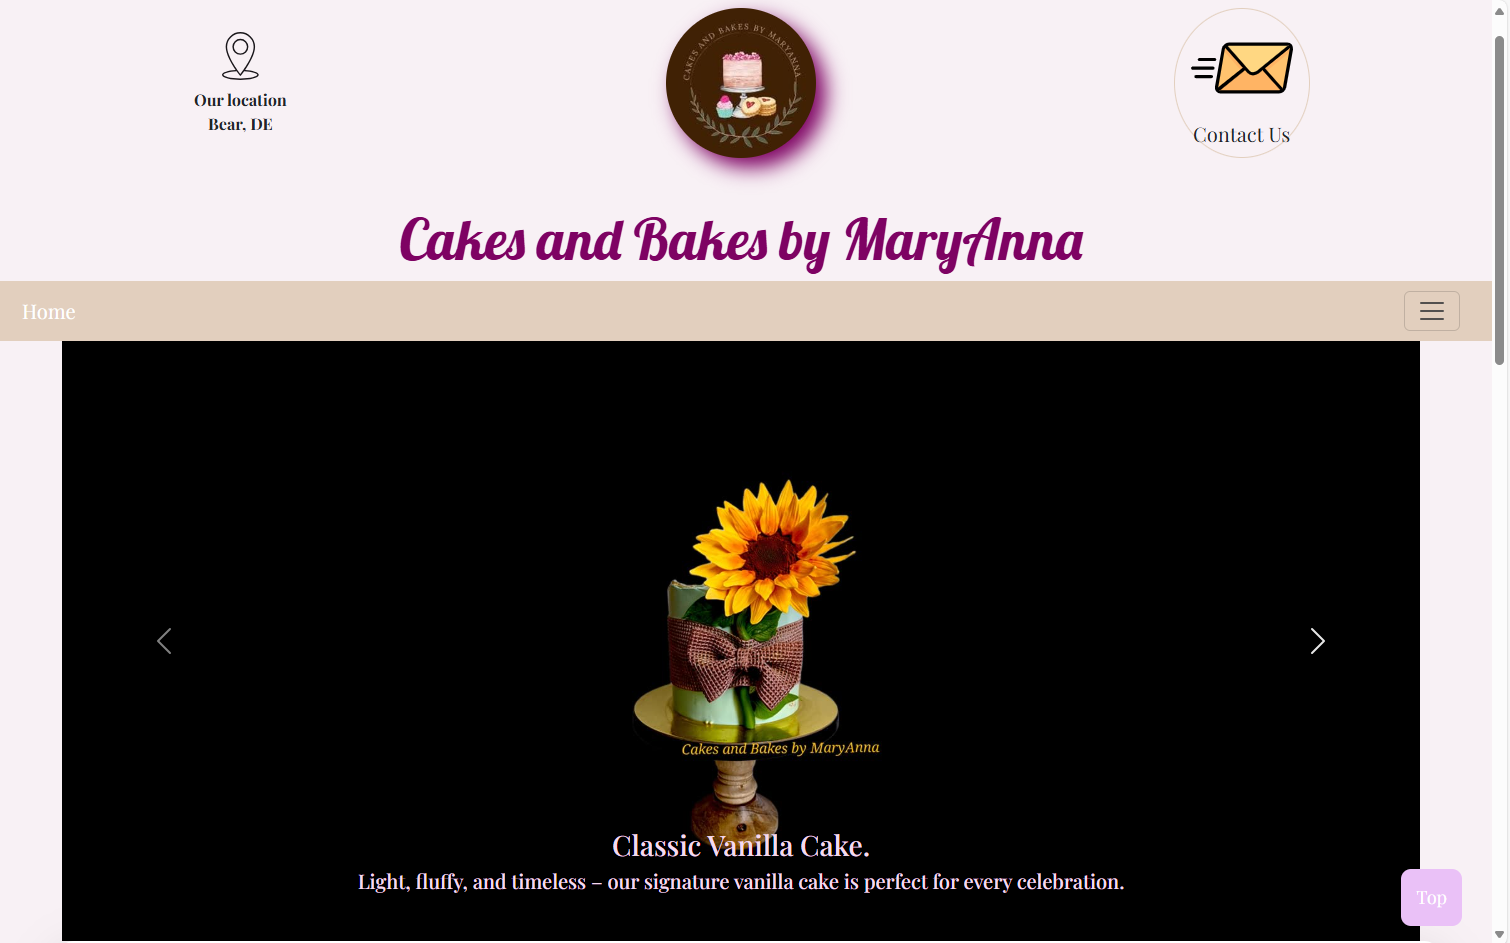 Our location
Bear, DE
CAKES AND BAKES BY MARYANNA
Contact Us
Cakes and Bakes by MaryAnna
Home
Cakes and Bakes by MaryAnna
Classic Vanilla Cake.
Light, fluffy, and timeless – our signature vanilla cake is perfect for every celebration.
Top